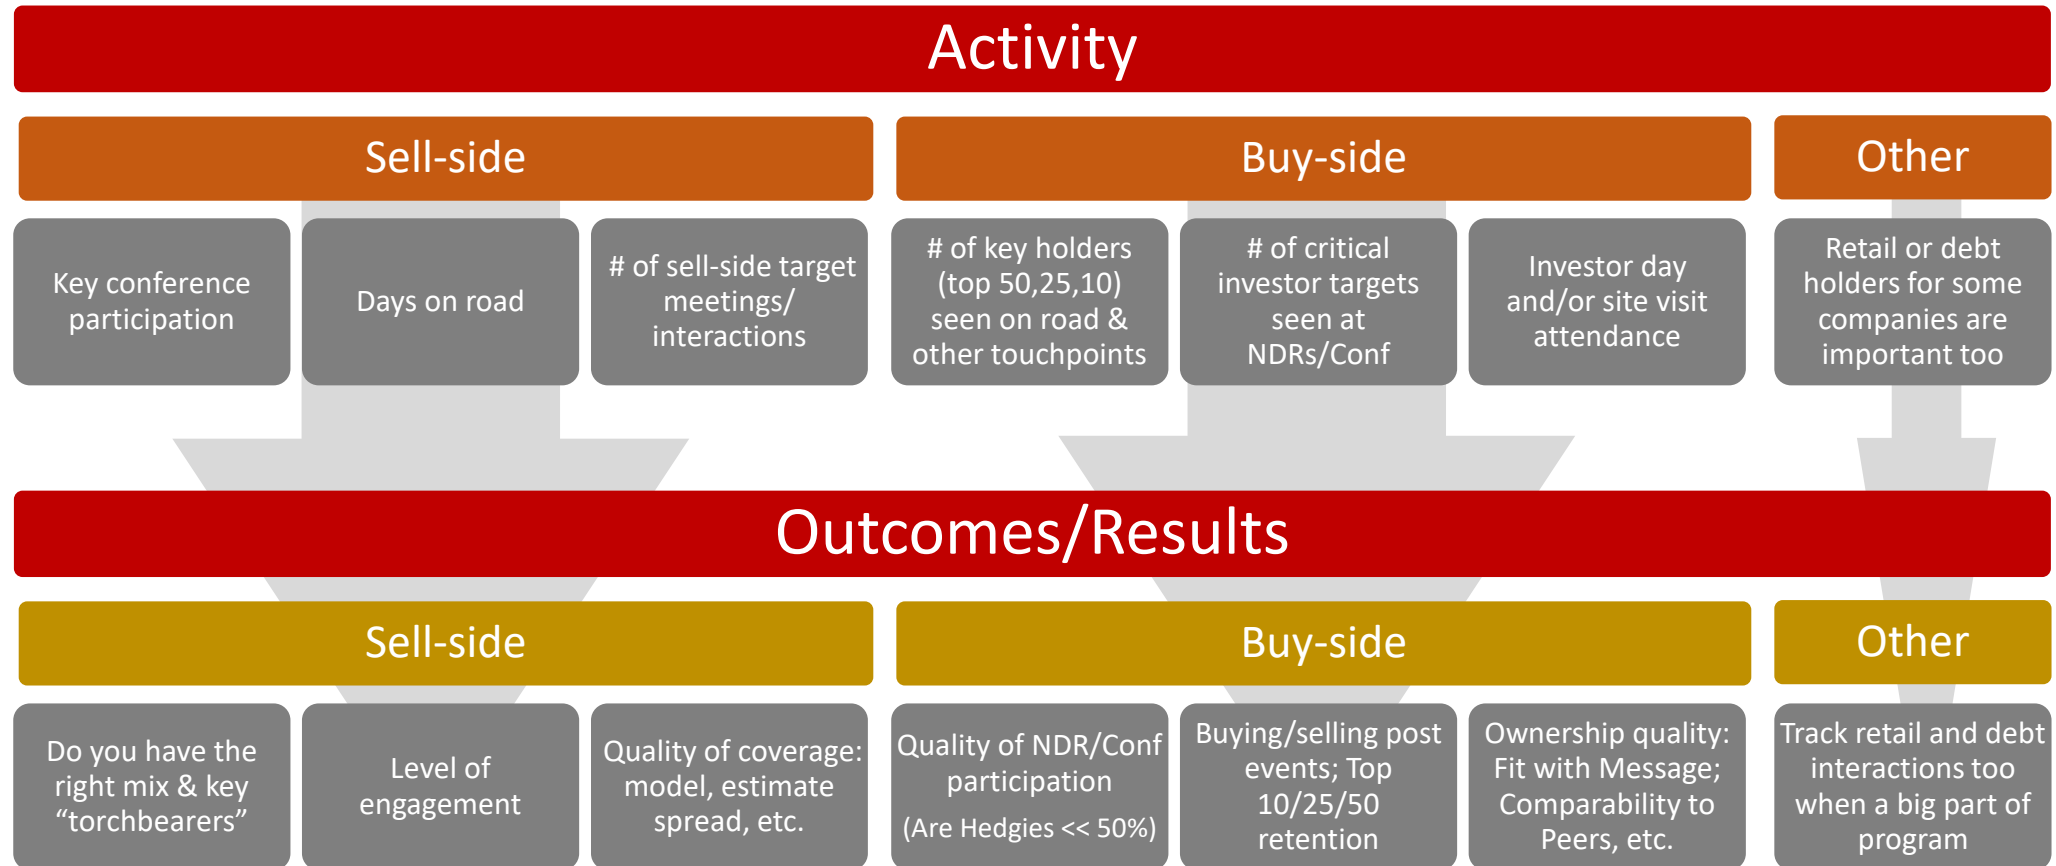 Activity
Sell-side
Buy-side
Other
Key conference
participation
Days on road
# of sell-side target
meetings/
interactions
# of key holders
(top 50,25,10)
seen on road &
other touchpoints
# of critical
investor targets
seen at
NDRs/Conf
Investor day
and/or site visit
attendance
Retail or debt
holders for some
companies are
important too
Outcomes/Results
Sell-side
Buy-side
Other
Do you have the
right mix & key
“torchbearers”
Level of
engagement
Quality of coverage:
model, estimate
spread, etc.
Quality of NDR/Conf
participation
(Are Hedgies << 50%)
Buying/selling post
events; Top
10/25/50
retention
Ownership quality:
Fit with Message;
Comparability to
Peers, etc.
Track retail and debt
interactions too
when a big part of
program